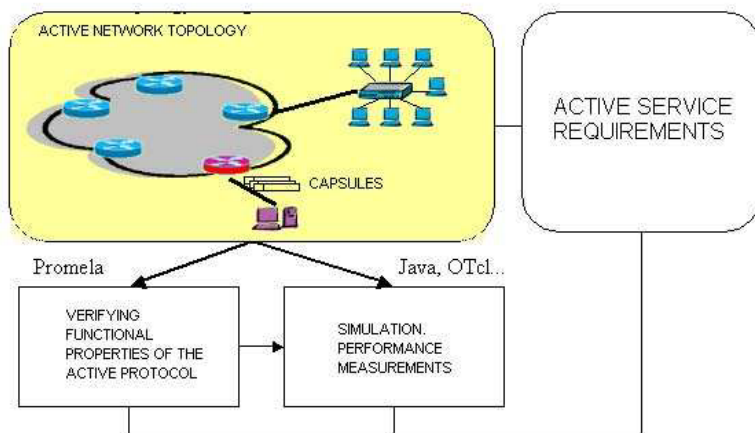 ACTIVE NETWORK TOPOLOGY
CAPSULES
ACTIVE SERVICE
REQUIREMENTS
Promela
Java, OTcl...
VERIFYING
FUNCTIONAL
PROPERTIES OF THE
ACTIVE PROTOCOL
SIMULATION.
PERFORMANCE
MEASUREMENTS